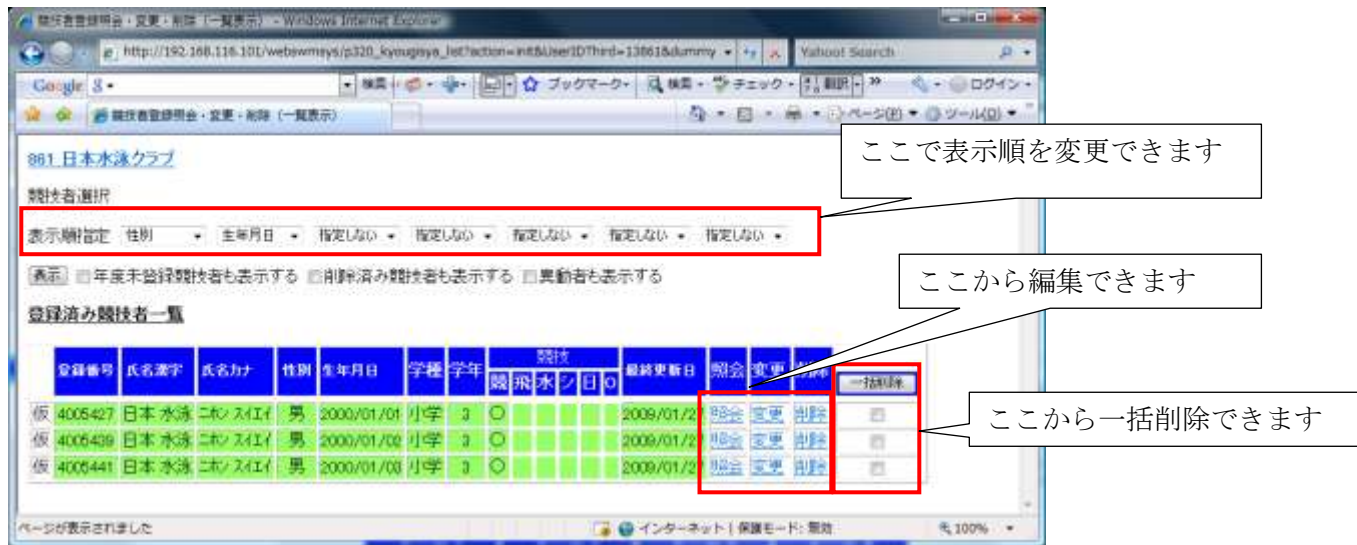 競技者登録照会・変更・削除 (一覧表示) - Windows Internet Explorer
http://192.168.116.101/webswmsys/p320_kyougisya_list?action=init&UserIDThird=13861&dummy
Yahoo! Search
Google
検索
ブックマーク
検索
チェック
翻訳
ログイン
競技者登録照会・変更・削除 (一覧表示)
ページ(P)
ツール(O)
ここで表示順を変更できます
861 日本水泳クラブ
競技者選択
表示順指定 性別 生年月日 指定しない 指定しない 指定しない 指定しない 指定しない
表示 年度未登録競技者も表示する 削除済み競技者も表示する 異動者も表示する
ここから編集できます
登録済み競技者一覧
登録番号 氏名漢字 氏名カナ 性別 生年月日 学種 学年 競技 最終更新日 照会 変更 削除 一括削除
競 飛 水 シ 日 O
仮 4005427 日本 水泳 ニホン スイエイ 男 2000/01/01 小学 3 〇 2009/01/2 照会 変更 削除
仮 4005439 日本 水泳 ニホン スイエイ 男 2000/01/02 小学 3 〇 2009/01/2 照会 変更 削除
仮 4005441 日本 水泳 ニホン スイエイ 男 2000/01/03 小学 3 〇 2009/01/2 照会 変更 削除
ここから一括削除できます
ページが表示されました
インターネット | 保護モード: 無効
100%